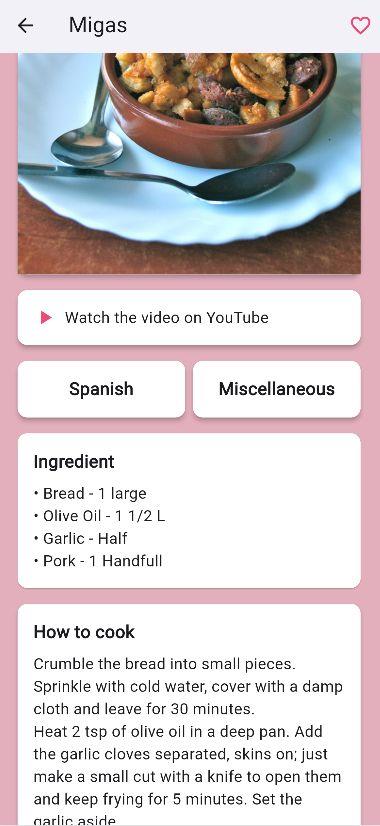 Migas
Watch the video on YouTube
Spanish
Miscellaneous
Ingredient
• Bread - 1 large
• Olive Oil - 1 1/2 L
• Garlic - Half
• Pork - 1 Handfull
How to cook
Crumble the bread into small pieces.
Sprinkle with cold water, cover with a damp
cloth and leave for 30 minutes.
Heat 2 tsp of olive oil in a deep pan. Add
the garlic cloves separated, skins on; just
make a small cut with a knife to open them
and keep frying for 5 minutes. Set the
garlic aside